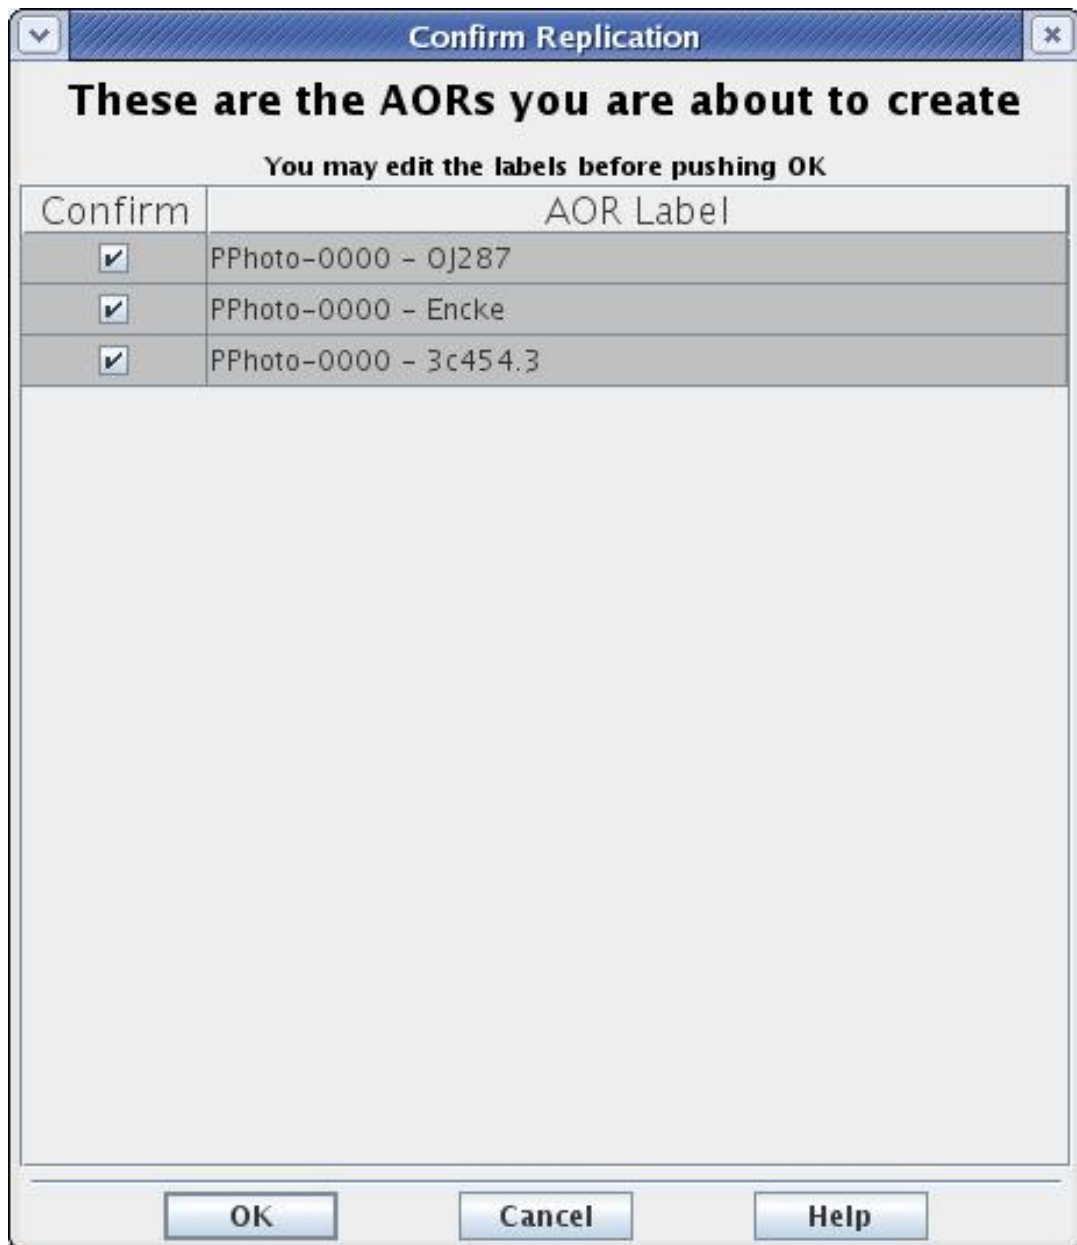 Confirm Replication
These are the AORs you are about to create
You may edit the labels before pushing OK
Confirm AOR Label
PPhoto-0000 - OJ287
PPhoto-0000 - Encke
PPhoto-0000 - 3c454.3
OK Cancel Help